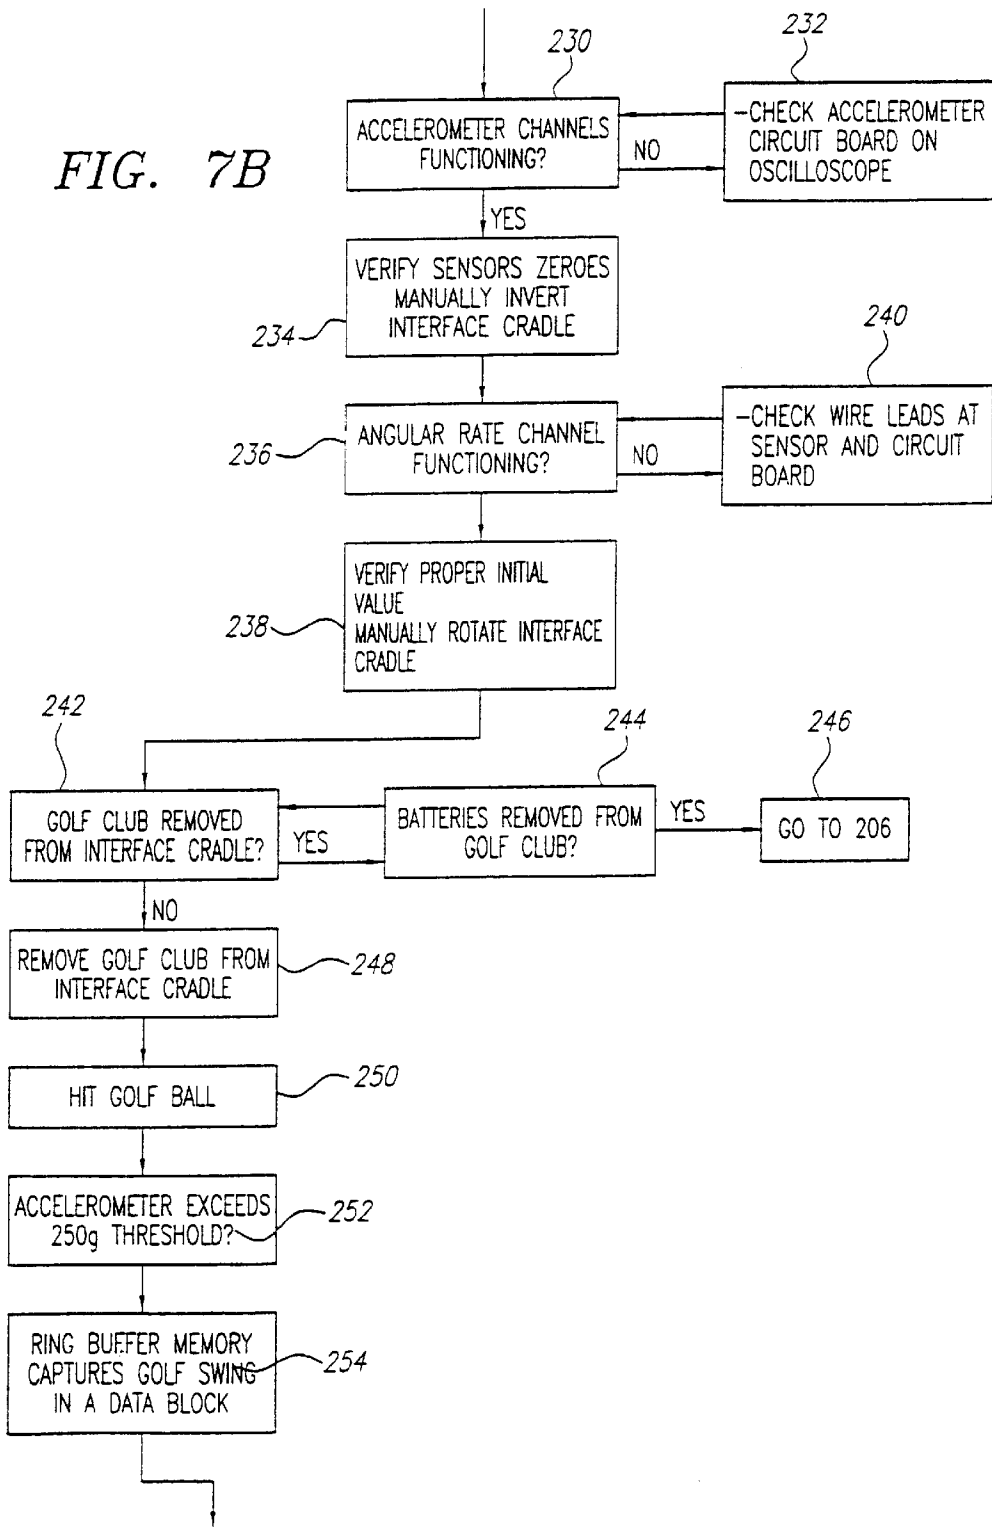 230
232
ACCELEROMETER CHANNELS
FUNCTIONING?
NO
-CHECK ACCELEROMETER
CIRCUIT BOARD ON
OSCILLOSCOPE
FIG. 7B
YES
VERIFY SENSORS ZEROES
MANUALLY INVERT
INTERFACE CRADLE
234
240
ANGULAR RATE CHANNEL
FUNCTIONING?
236
NO
-CHECK WIRE LEADS AT
SENSOR AND CIRCUIT
BOARD
VERIFY PROPER INITIAL
VALUE
MANUALLY ROTATE INTERFACE
CRADLE
238
242
244
246
GOLF CLUB REMOVED
FROM INTERFACE CRADLE?
YES
BATTERIES REMOVED FROM
GOLF CLUB?
YES
GO TO 206
NO
REMOVE GOLF CLUB FROM
INTERFACE CRADLE
248
HIT GOLF BALL
250
ACCELEROMETER EXCEEDS
250g THRESHOLD?
252
RING BUFFER MEMORY
CAPTURES GOLF SWING
IN A DATA BLOCK
254